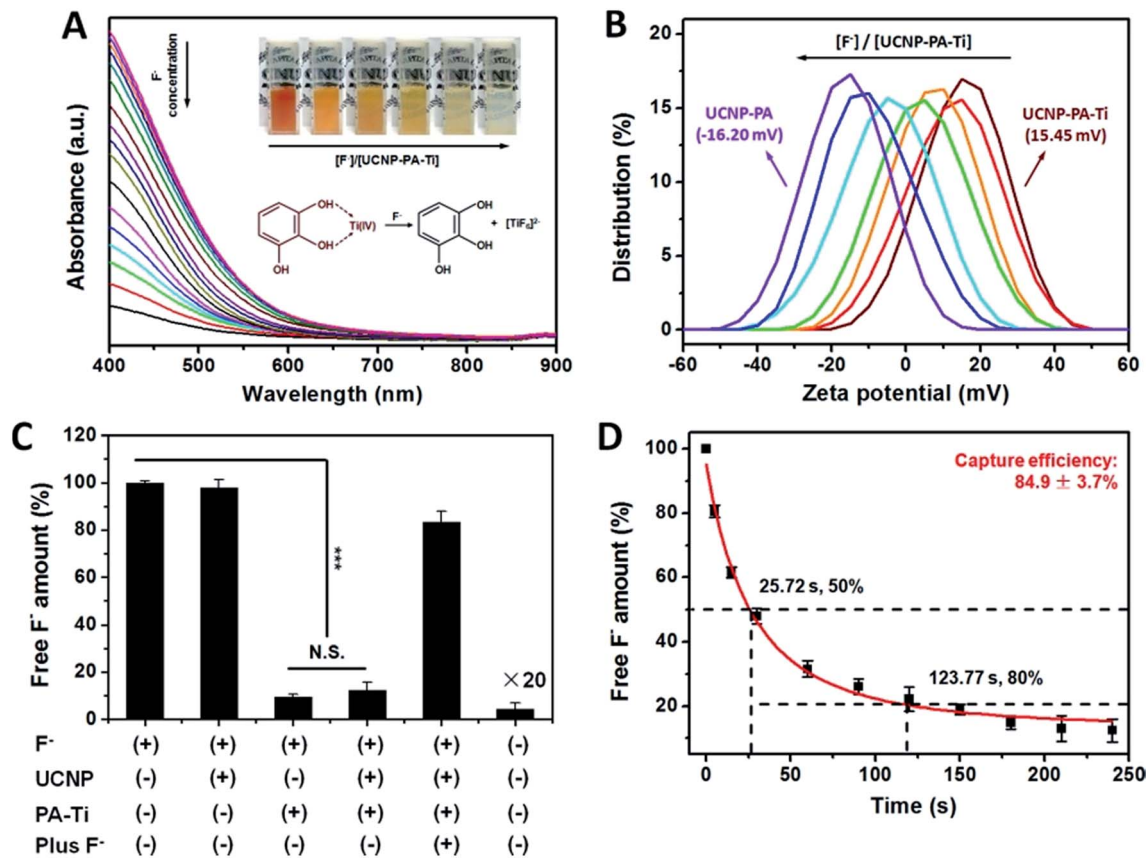 A
F⁻
concentration
Absorbance (a.u.)
CNU
[F⁻]/[UCNP-PA-Ti]
OH
OH
OH
Ti(IV)
F⁻
OH
OH
OH
+ [TiF₆]²⁻
400 500 600 700 800 900
Wavelength (nm)
B
[F⁻] / [UCNP-PA-Ti]
UCNP-PA
(-16.20 mV)
UCNP-PA-Ti
(15.45 mV)
Distribution (%)
20
15
10
5
0
-60 -40 -20 0 20 40 60
Zeta potential (mV)
C
Free F⁻ amount (%)
120
100
80
60
40
20
0
***
N.S.
×20
F⁻ (+) (+) (+) (+) (+) (-)
UCNP (-) (+) (-) (+) (+) (-)
PA-Ti (-) (-) (+) (+) (+) (-)
Plus F⁻ (-) (-) (-) (-) (+) (-)
D
Capture efficiency:
84.9 ± 3.7%
Free F⁻ amount (%)
100
80
60
40
20
25.72 s, 50%
123.77 s, 80%
0 50 100 150 200 250
Time (s)